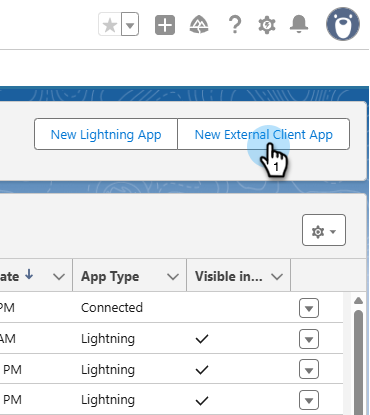 ?
New Lightning App New External Client App
1
ate App Type Visible in...
PM Connected
AM Lightning
PM Lightning
PM Lightning